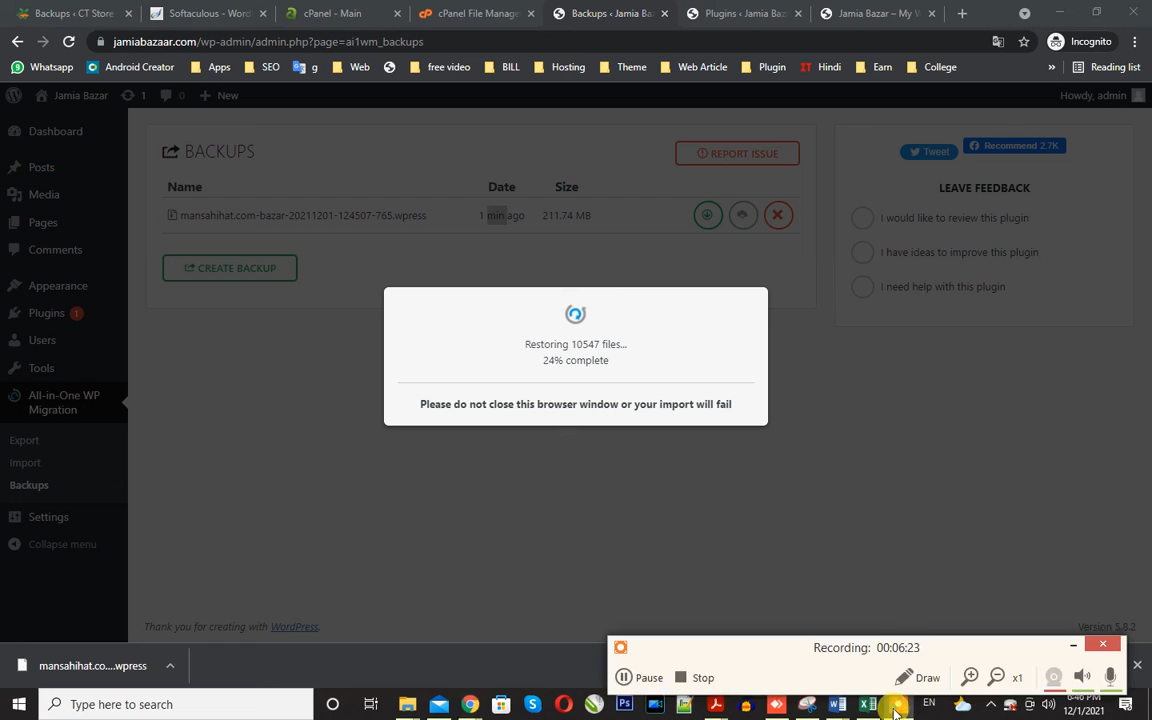 Backups ‹ CT Store
Softaculous - Word
cPanel - Main
cPanel File Manage
Backups ‹ Jamia Ba
Plugins ‹ Jamia Baz
Jamia Bazar – My W
jamiabazaar.com/wp-admin/admin.php?page=ai1wm_backups
Incognito
Whatsapp
Android Creator
Apps
SEO
g
Web
free video
BILL
Hosting
Theme
Web Article
Plugin
Hindi
Earn
College
»
Reading list
Jamia Bazar
1
0
New
Howdy, admin
Dashboard
Posts
Media
Pages
Comments
Appearance
Plugins 1
Users
Tools
All-in-One WP
Migration
Export
Import
Backups
Settings
Collapse menu
BACKUPS
REPORT ISSUE
Name Date Size
mansahihat.com-bazar-20211201-124507-765.wpress 1 min ago 211.74 MB
CREATE BACKUP
Tweet
Recommend 2.7K
LEAVE FEEDBACK
I would like to review this plugin
I have ideas to improve this plugin
I need help with this plugin
Restoring 10547 files...
24% complete
Please do not close this browser window or your import will fail
Thank you for creating with WordPress.
Version 5.8.2
mansahihat.co....wpress
Recording: 00:06:23
Pause
Stop
Draw
x1
Type here to search
EN
6:46 PM
12/1/2021